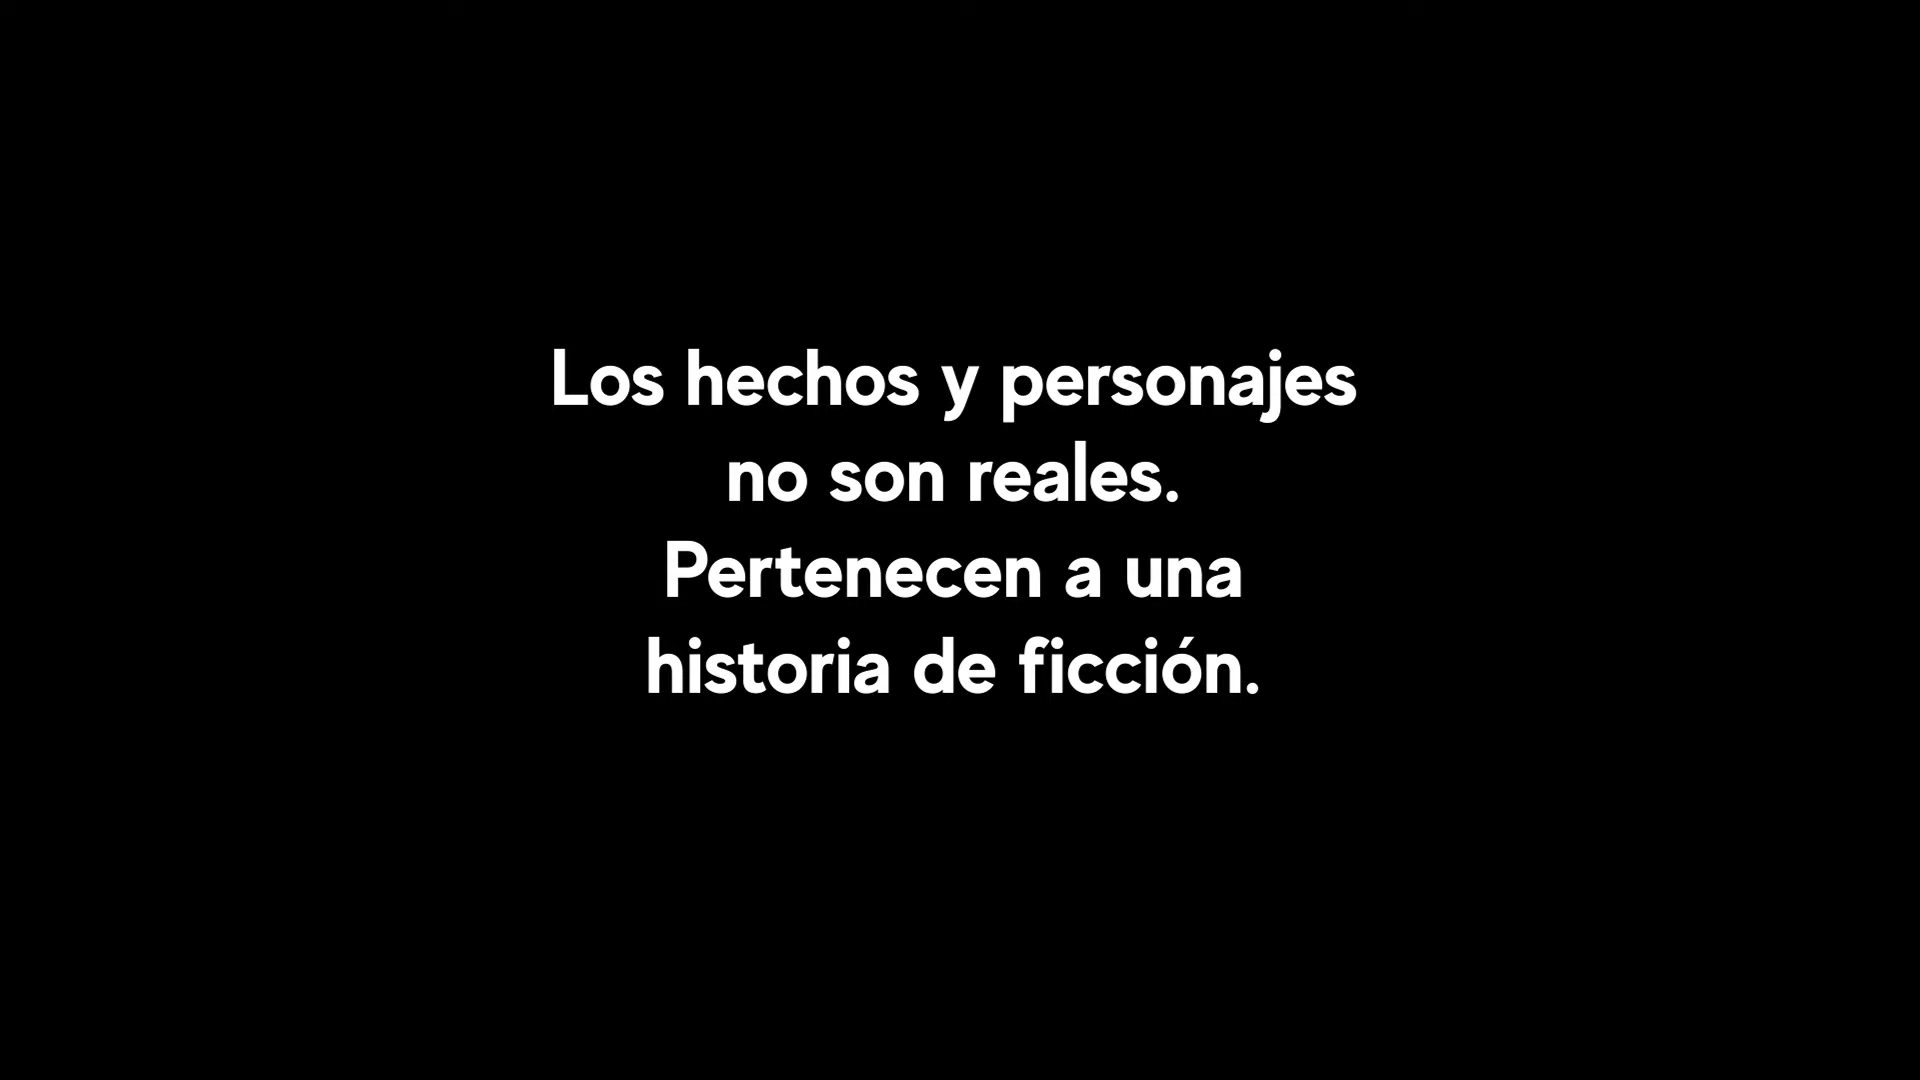 Los hechos y personajes
no son reales.
Pertenecen a una
historia de ficción.